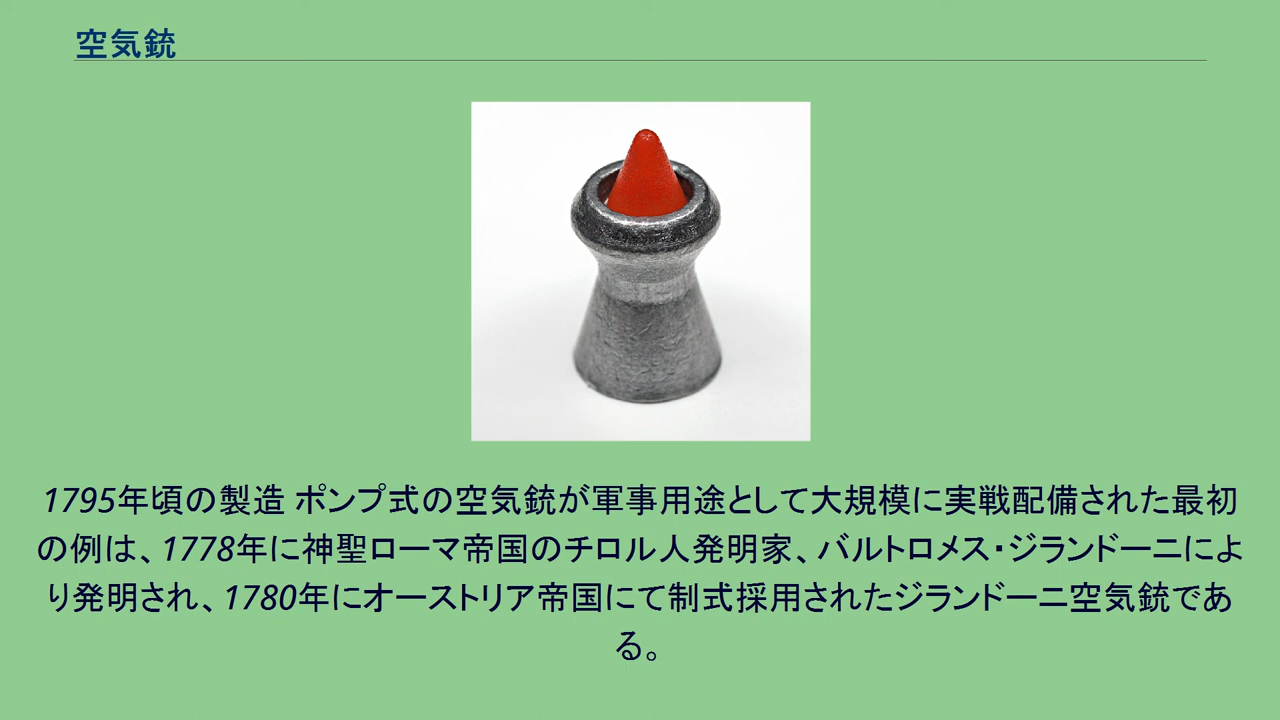 空気銃
1795年頃の製造 ポンプ式の空気銃が軍事用途として大規模に実戦配備された最初
の例は、1778年に神聖ローマ帝国のチロル人発明家、バルトロメス・ジランドーニによ
り発明され、1780年にオーストリア帝国にて制式採用されたジランドーニ空気銃であ
る。